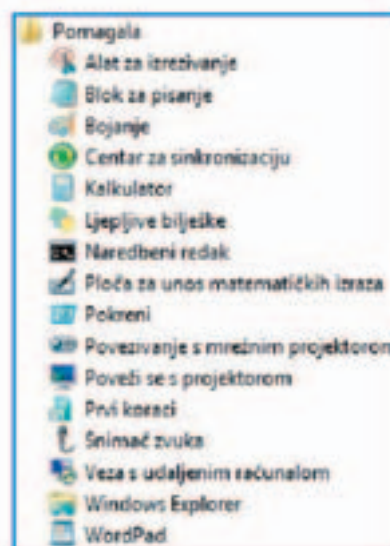 Pomagala
Alat za izrezivanje
Blok za pisanje
Bojanje
Centar za sinkronizaciju
Kalkulator
Ljepljive bilješke
Naredbeni redak
Ploča za unos matematičkih izraza
Pokreni
Povezivanje s mrežnim projektorom
Poveži se s projektorom
Prvi koraci
Snimač zvuka
Veza s udaljenim računalom
Windows Explorer
WordPad